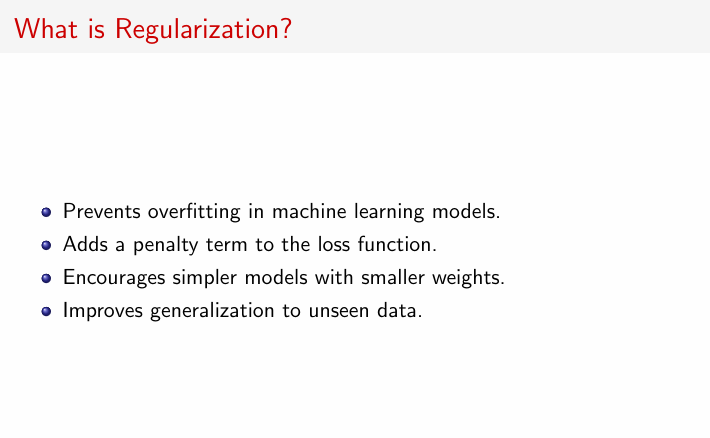 What is Regularization?
Prevents overfitting in machine learning models.
Adds a penalty term to the loss function.
Encourages simpler models with smaller weights.
Improves generalization to unseen data.